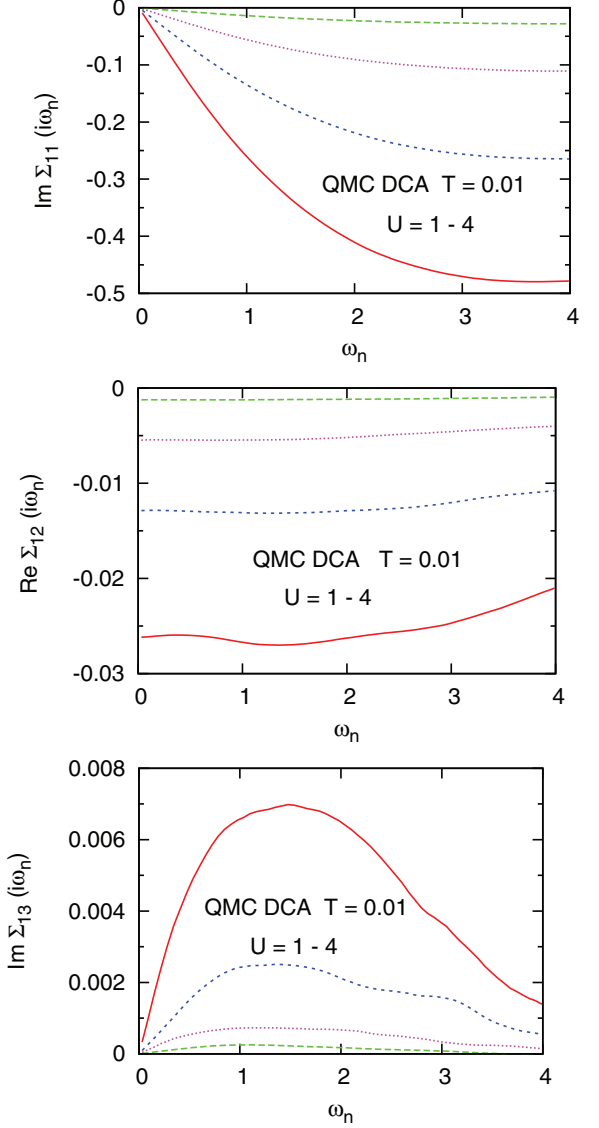 0
-0.1
-0.2
-0.3
-0.4
-0.5
Im Σ11 (iωn)
QMC DCA T = 0.01
U = 1 - 4
0 1 2 3 4
ωn
0
-0.01
-0.02
-0.03
Re Σ12 (iωn)
QMC DCA T = 0.01
U = 1 - 4
0 1 2 3 4
ωn
0.008
0.006
0.004
0.002
0
Im Σ13 (iωn)
QMC DCA T = 0.01
U = 1 - 4
0 1 2 3 4
ωn